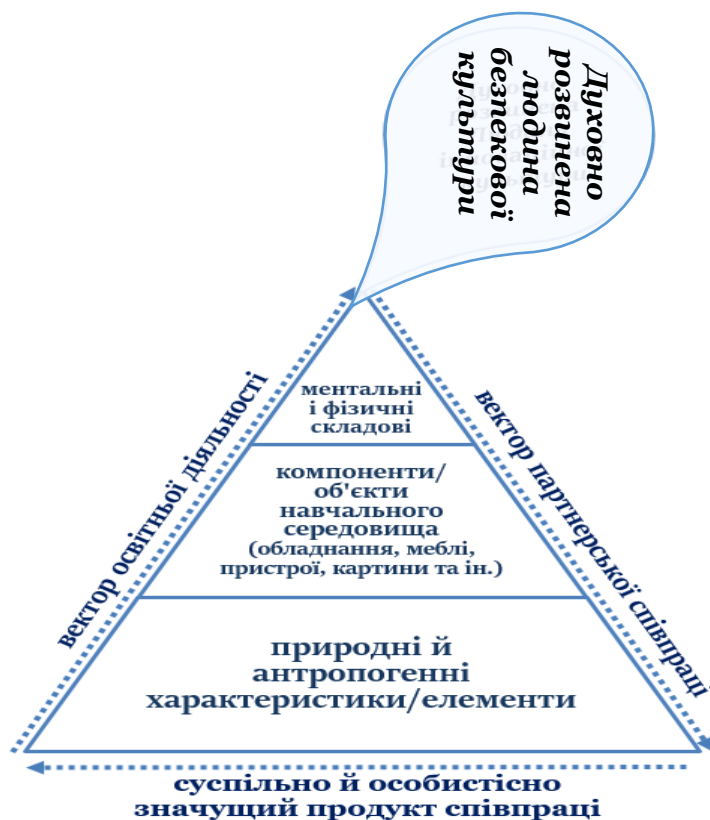 Духовно
розвинена
людина
безпекової
культури
ментальні
і фізичні
складові
компоненти/
об'єкти
навчального
середовища
(обладнання, меблі,
пристрої, картини та ін.)
природні й
антропогенні
характеристики/елементи
вектор освітньої діяльності
вектор партнерської співпраці
суспільно й особистісно
значущий продукт співпраці